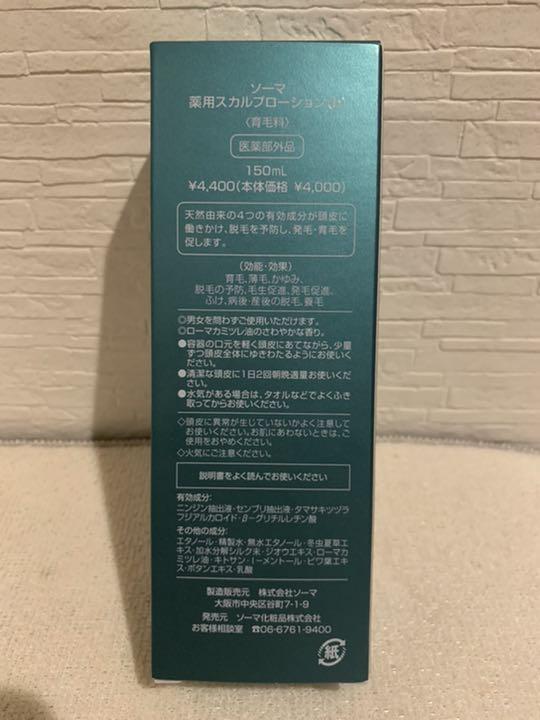 ソーマ
薬用スカルプローション
〈育毛料〉
医薬部外品
150mL
¥4,400(本体価格 ¥4,000)
天然由来の4つの有効成分が頭皮に
働きかけ、脱毛を予防し、発毛・育毛を
促します。
〈効能・効果〉
育毛、薄毛、かゆみ、
脱毛の予防、毛生促進、発毛促進、
ふけ、病後・産後の脱毛、養毛
◎男女を問わずご使用いただけます。
◎ローマカミツレ油のさわやかな香り。
●容器の口元を軽く頭皮にあてながら、少量
ずつ頭皮全体にゆきわたるようにお使いく
ださい。
●清潔な頭皮に1日2回朝晩適量お使いくだ
さい。
●水気がある場合は、タオルなどでよくふき
取ってからお使いください。
◇頭皮に異常が生じていないかよく注意して
お使いください。お肌にあわないときは、ご
使用をおやめください。
◇火気にご注意ください。
説明書をよく読んでお使いください
有効成分:
ニンジン抽出液・センブリ抽出液・タマサキツヅラ
フジアルカロイド・β-グリチルレチン酸
その他の成分:
エタノール・精製水・無水エタノール・冬虫夏草エ
キス・加水分解シルク末・ジオウエキス・ローマカ
ミツレ油・キトサン・l-メントール・ビワ葉エキ
ス・ボタンエキス・乳酸
製造販売元 株式会社ソーマ
大阪市中央区谷町7-1-9
発売元 ソーマ化粧品株式会社
お客様相談室 ☎06-6761-9400
紙